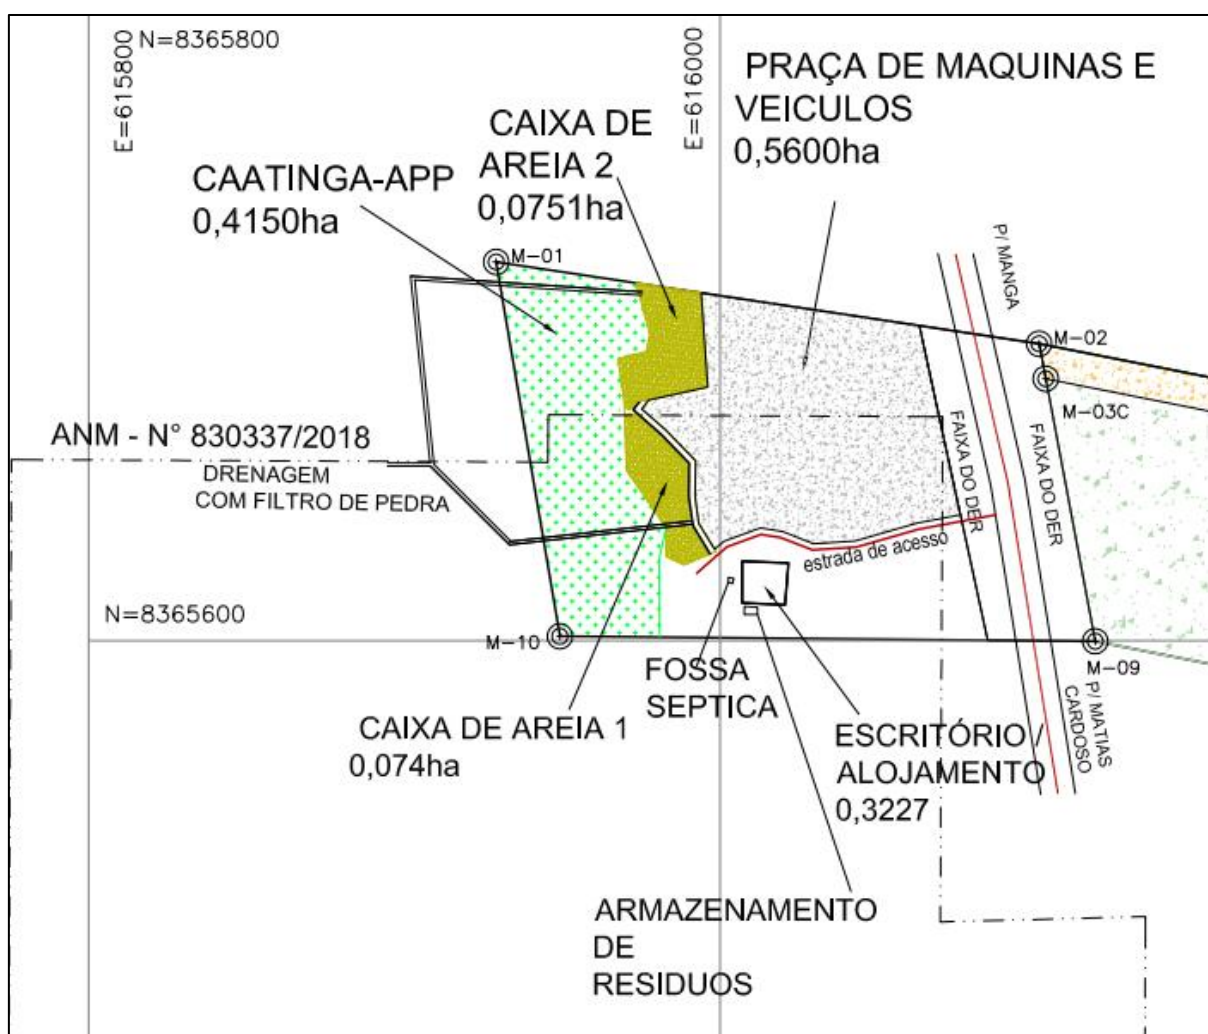 N=8365800
E=615800
E=616000
PRAÇA DE MAQUINAS E
VEICULOS
0,5600ha
CAIXA DE
AREIA 2
0,0751ha
CAATINGA-APP
0,4150ha
M-01
P/ MANGA
M-02
M-03C
FAIXA DO DER
FAIXA DO DER
ANM - N° 830337/2018
DRENAGEM
COM FILTRO DE PEDRA
estrada de acesso
N=8365600
M-10
M-09
FOSSA
SEPTICA
P/ MATIAS
CARDOSO
CAIXA DE AREIA 1
0,074ha
ESCRITÓRIO /
ALOJAMENTO
0,3227
ARMAZENAMENTO
DE
RESIDUOS